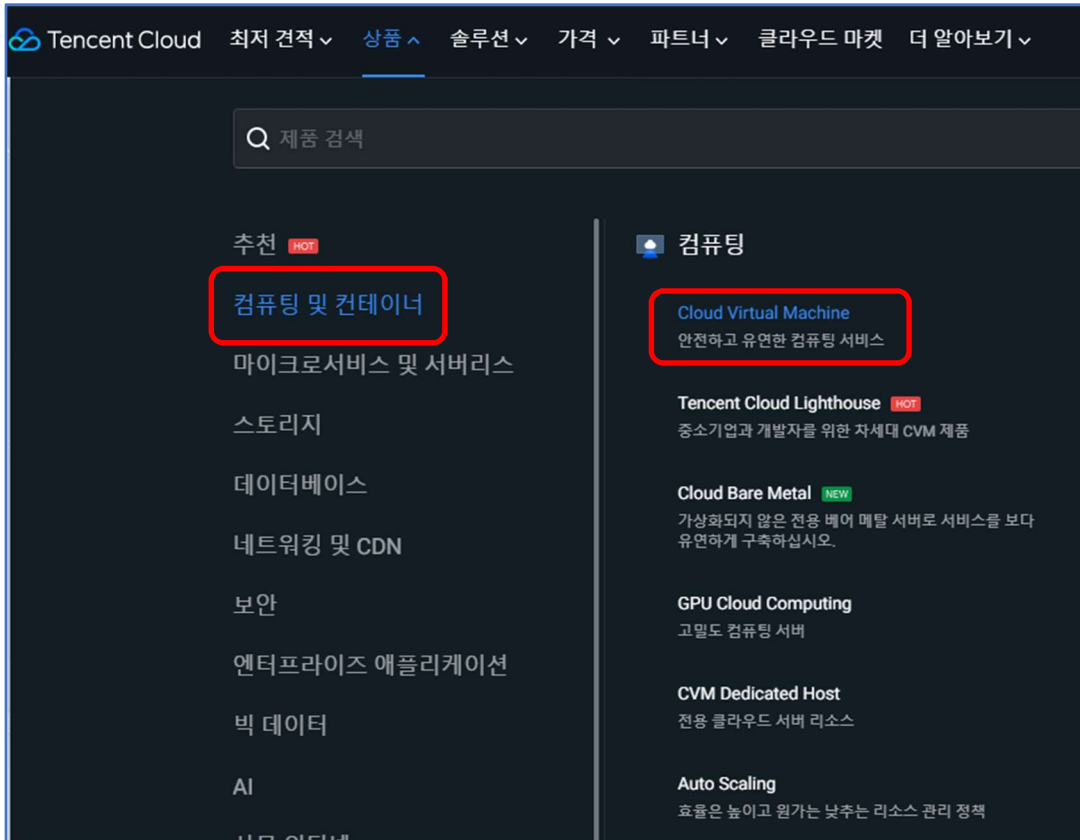 Tencent Cloud 최저 견적 상품 솔루션 가격 파트너 클라우드 마켓 더 알아보기
제품 검색
추천 HOT
컴퓨팅 및 컨테이너
마이크로서비스 및 서버리스
스토리지
데이터베이스
네트워킹 및 CDN
보안
엔터프라이즈 애플리케이션
빅 데이터
AI
컴퓨팅
Cloud Virtual Machine
안전하고 유연한 컴퓨팅 서비스
Tencent Cloud Lighthouse HOT
중소기업과 개발자를 위한 차세대 CVM 제품
Cloud Bare Metal NEW
가상화되지 않은 전용 베어 메탈 서버로 서비스를 보다
유연하게 구축하십시오.
GPU Cloud Computing
고밀도 컴퓨팅 서버
CVM Dedicated Host
전용 클라우드 서버 리소스
Auto Scaling
효율은 높이고 원가는 낮추는 리소스 관리 정책